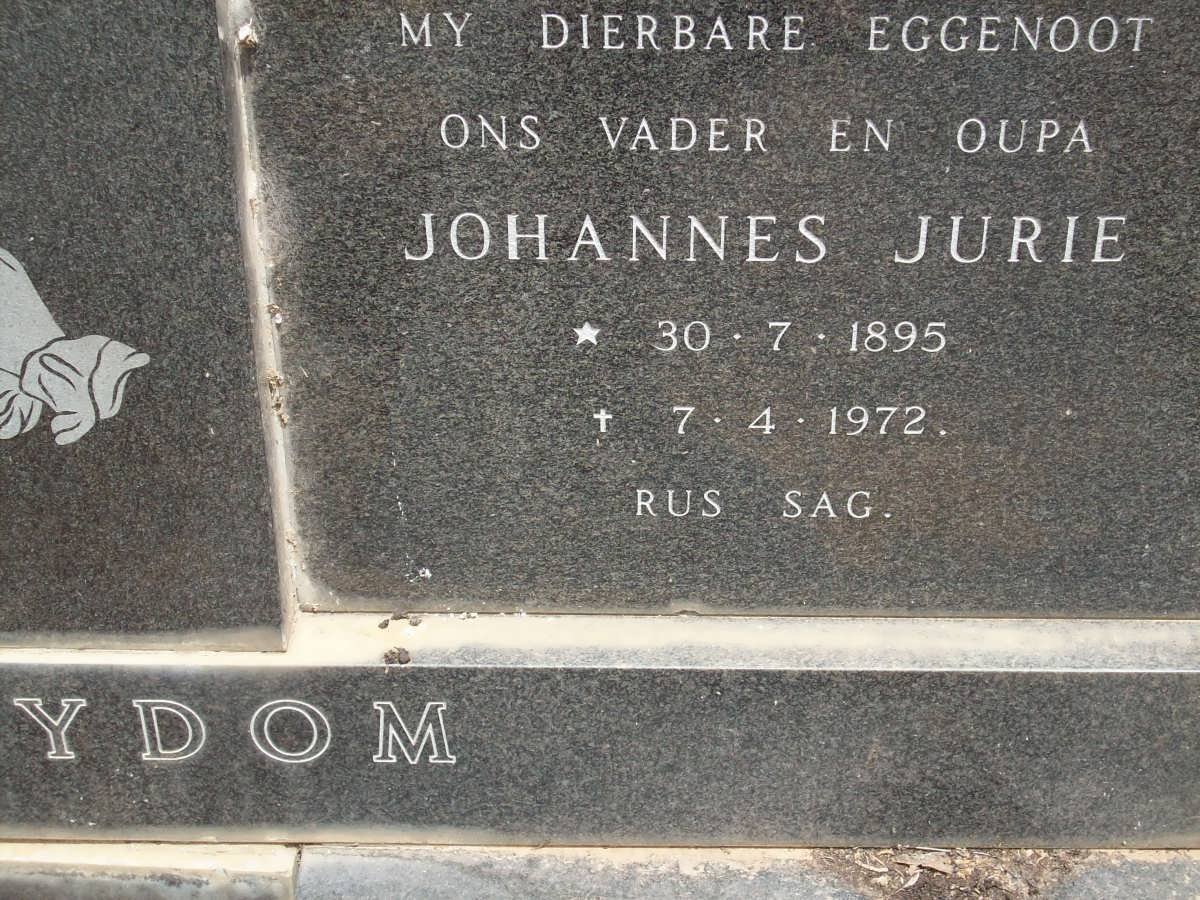 MY DIERBARE EGGENOOT
ONS VADER EN OUPA
JOHANNES JURIE
★ 30 · 7 · 1895
✝ 7 · 4 · 1972.
RUS SAG.
YDOM